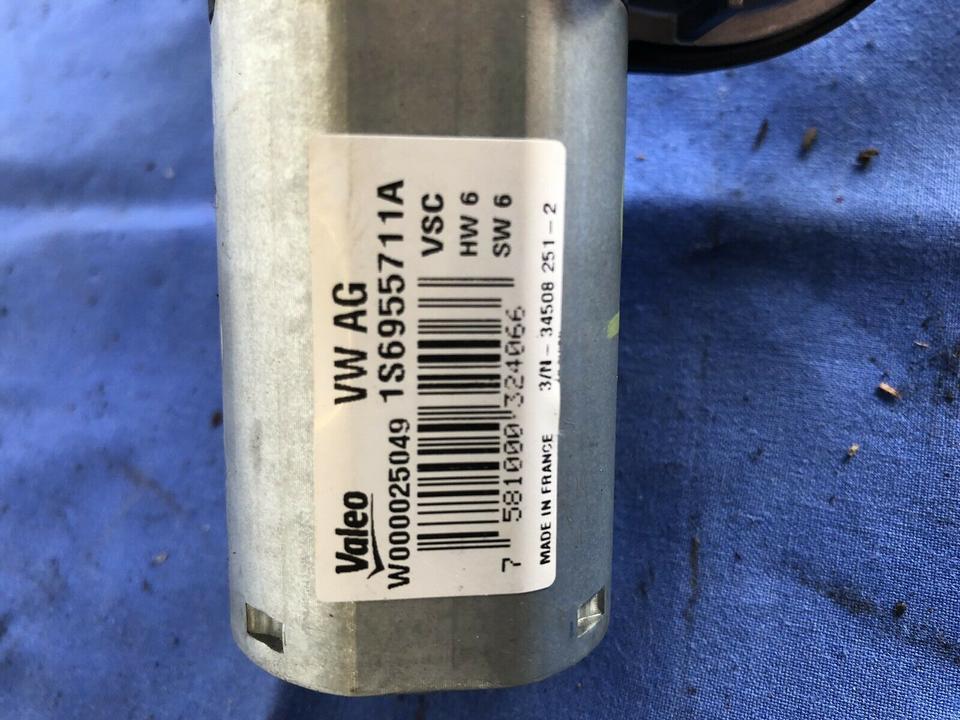 Valeo VW AG
W000025049 1S6955711A
VSC
HW 6
SW 6
7 581000 324066
MADE IN FRANCE 3/N - 34508 251 - 2